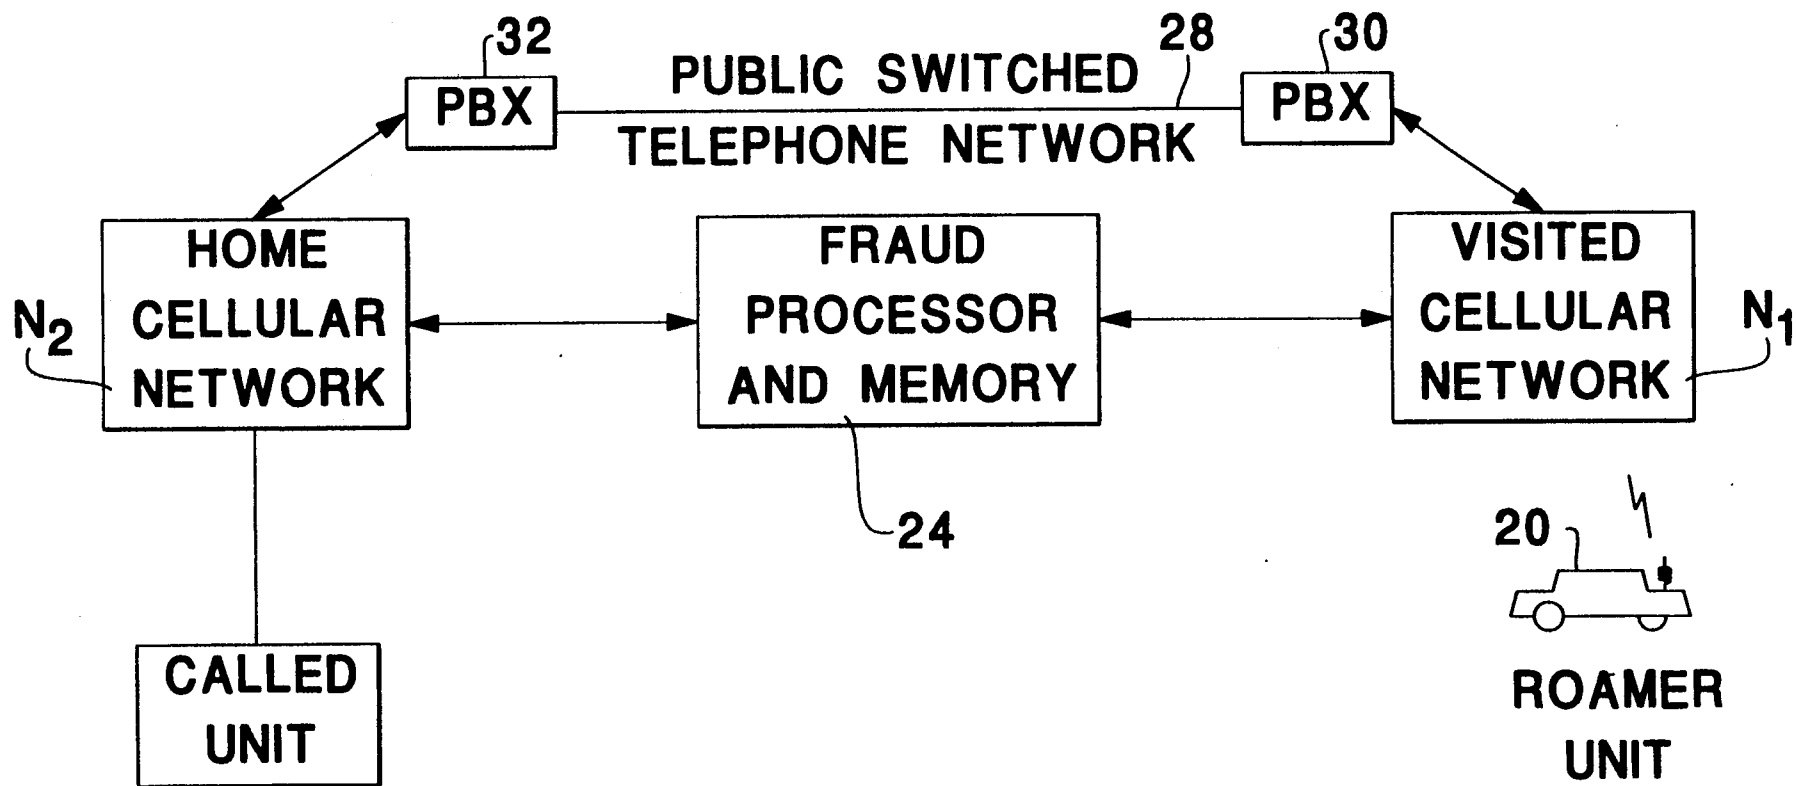 32
28
30
PBX
PUBLIC SWITCHED
TELEPHONE NETWORK
PBX
HOME
CELLULAR
NETWORK
N2
FRAUD
PROCESSOR
AND MEMORY
24
VISITED
CELLULAR
NETWORK
N1
20
CALLED
UNIT
ROAMER
UNIT